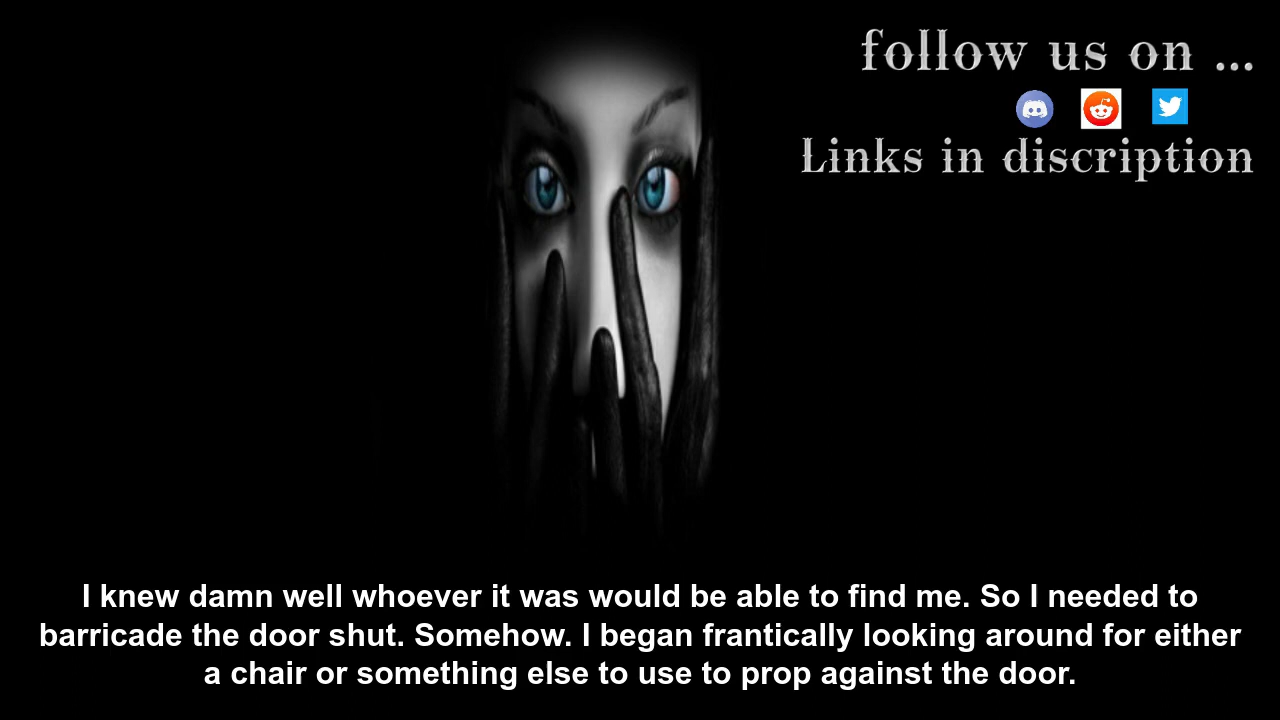 follow us on ...
Links in discription
I knew damn well whoever it was would be able to find me. So I needed to
barricade the door shut. Somehow. I began frantically looking around for either
a chair or something else to use to prop against the door.